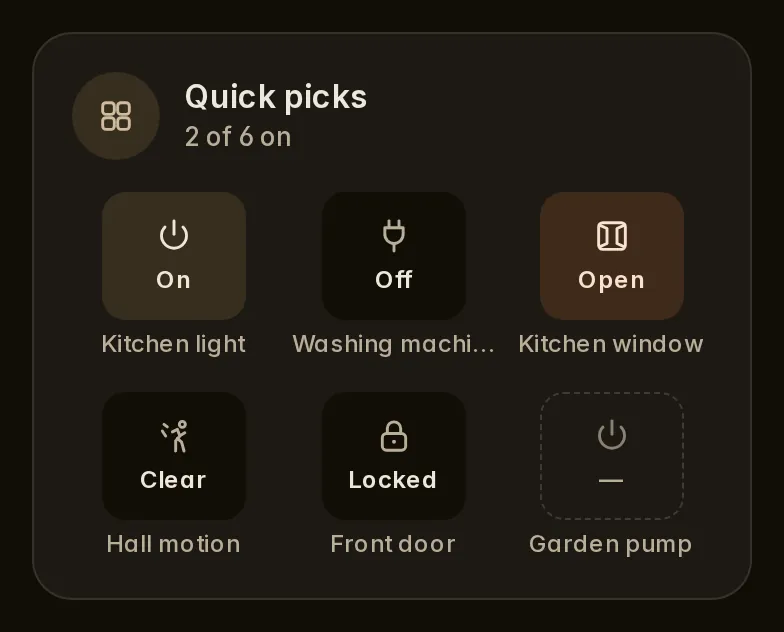 Quick picks
2 of 6 on
On
Off
Open
Kitchen light
Washing machi...
Kitchen window
Clear
Locked
—
Hall motion
Front door
Garden pump